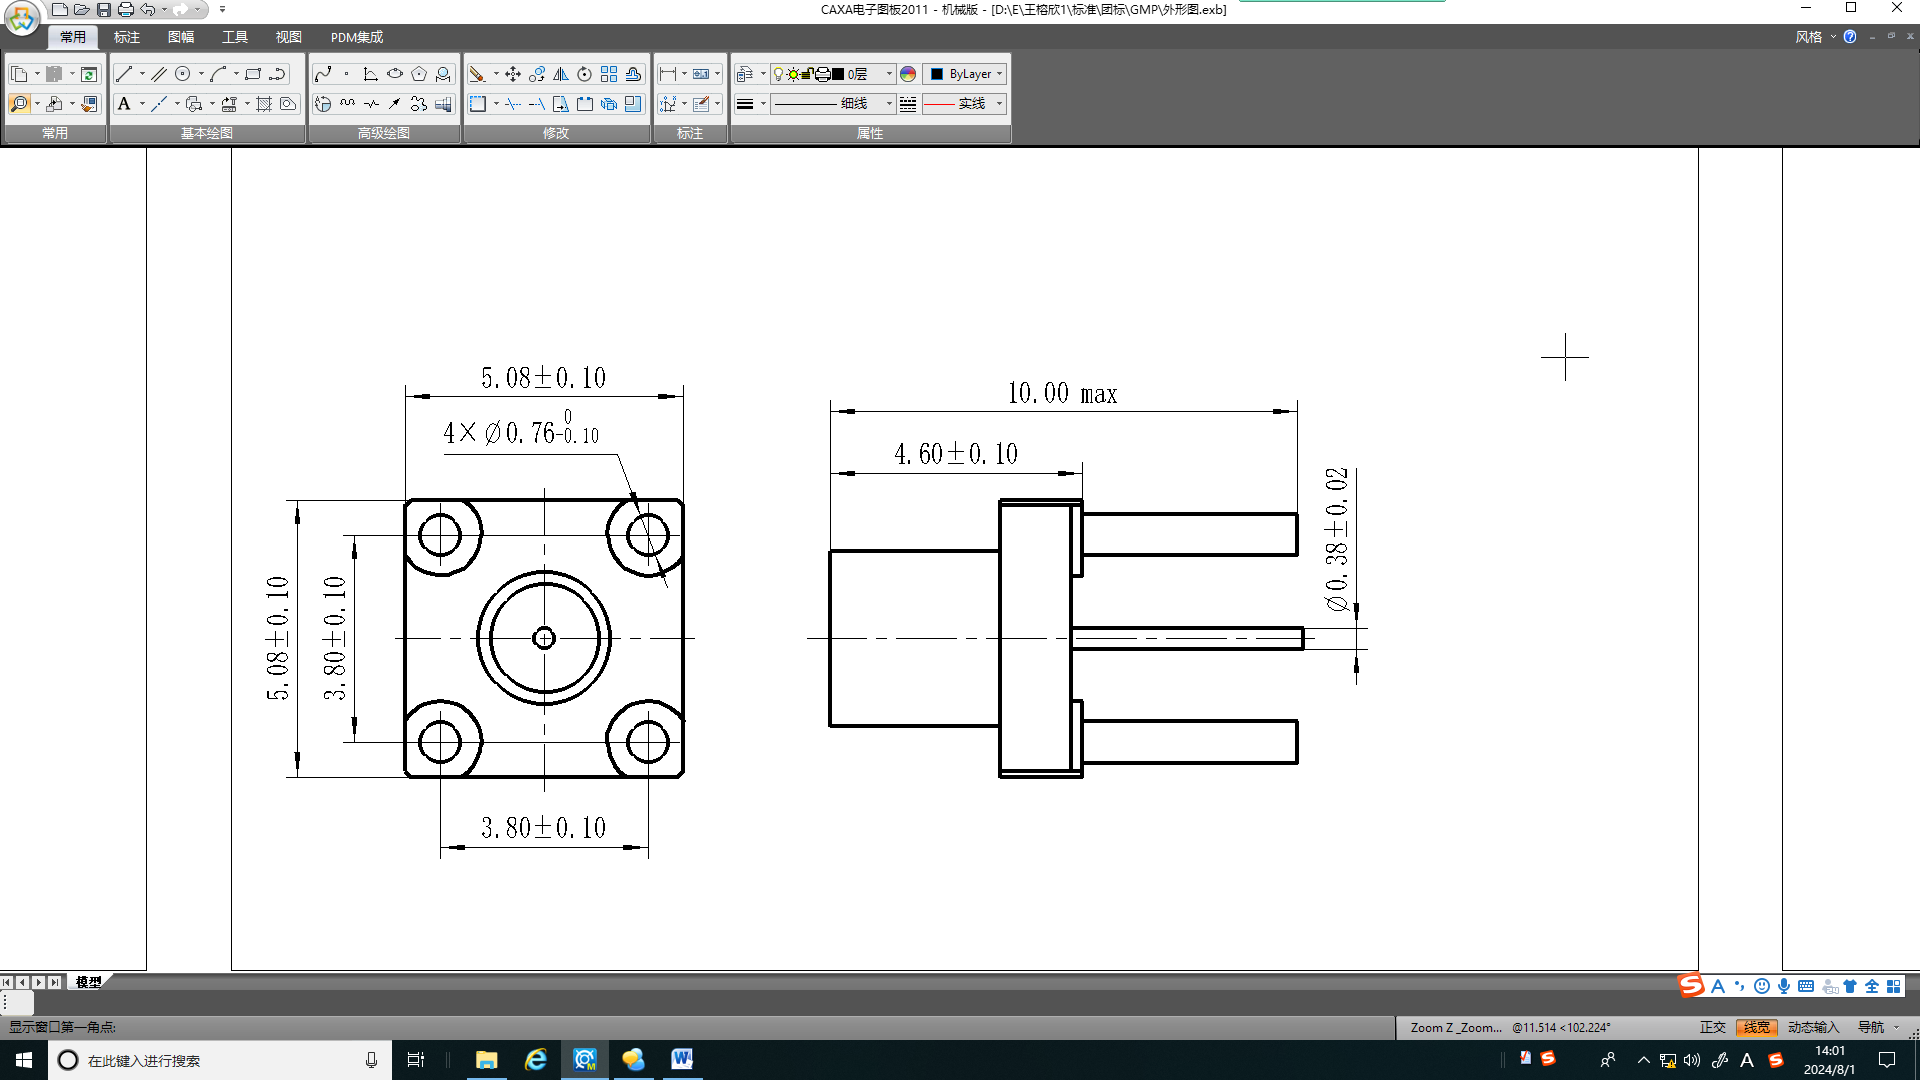 CAXA电子图板2011 - 机械版 - [D:\E\王榕欣1\标准\团标\GMP\外形图.exb]
常用 标注 图幅 工具 视图 PDM集成 风格
0层 ByLayer
A 细线 实线
常用 基本绘图 高级绘图 修改 标注 属性
5.08±0.10
4×∅0.76 0 -0.10
10.00 max
4.60±0.10
∅0.38±0.02
5.08±0.10
3.80±0.10
3.80±0.10
模型
A 全
显示窗口第一角点:
Zoom Z _Zoom... @11.514 <102.224° 正交 线宽 动态输入 导航
在此键入进行搜索
A
14:01
2024/8/1